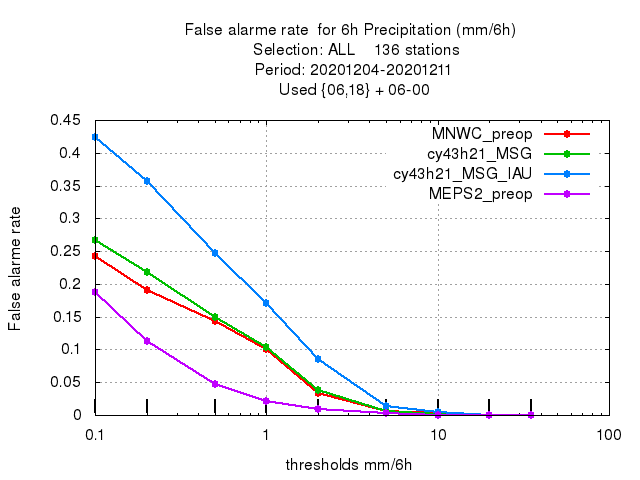 False alarme rate  for 6h Precipitation (mm/6h)
Selection: ALL    136 stations
Period: 20201204-20201211
Used {06,18} + 06-00
0.45
0.4
0.35
0.3
0.25
0.2
0.15
0.1
0.05
0
False alarme rate
MNWC_preop
cy43h21_MSG
cy43h21_MSG_IAU
MEPS2_preop
0.1 1 10 100
thresholds mm/6h